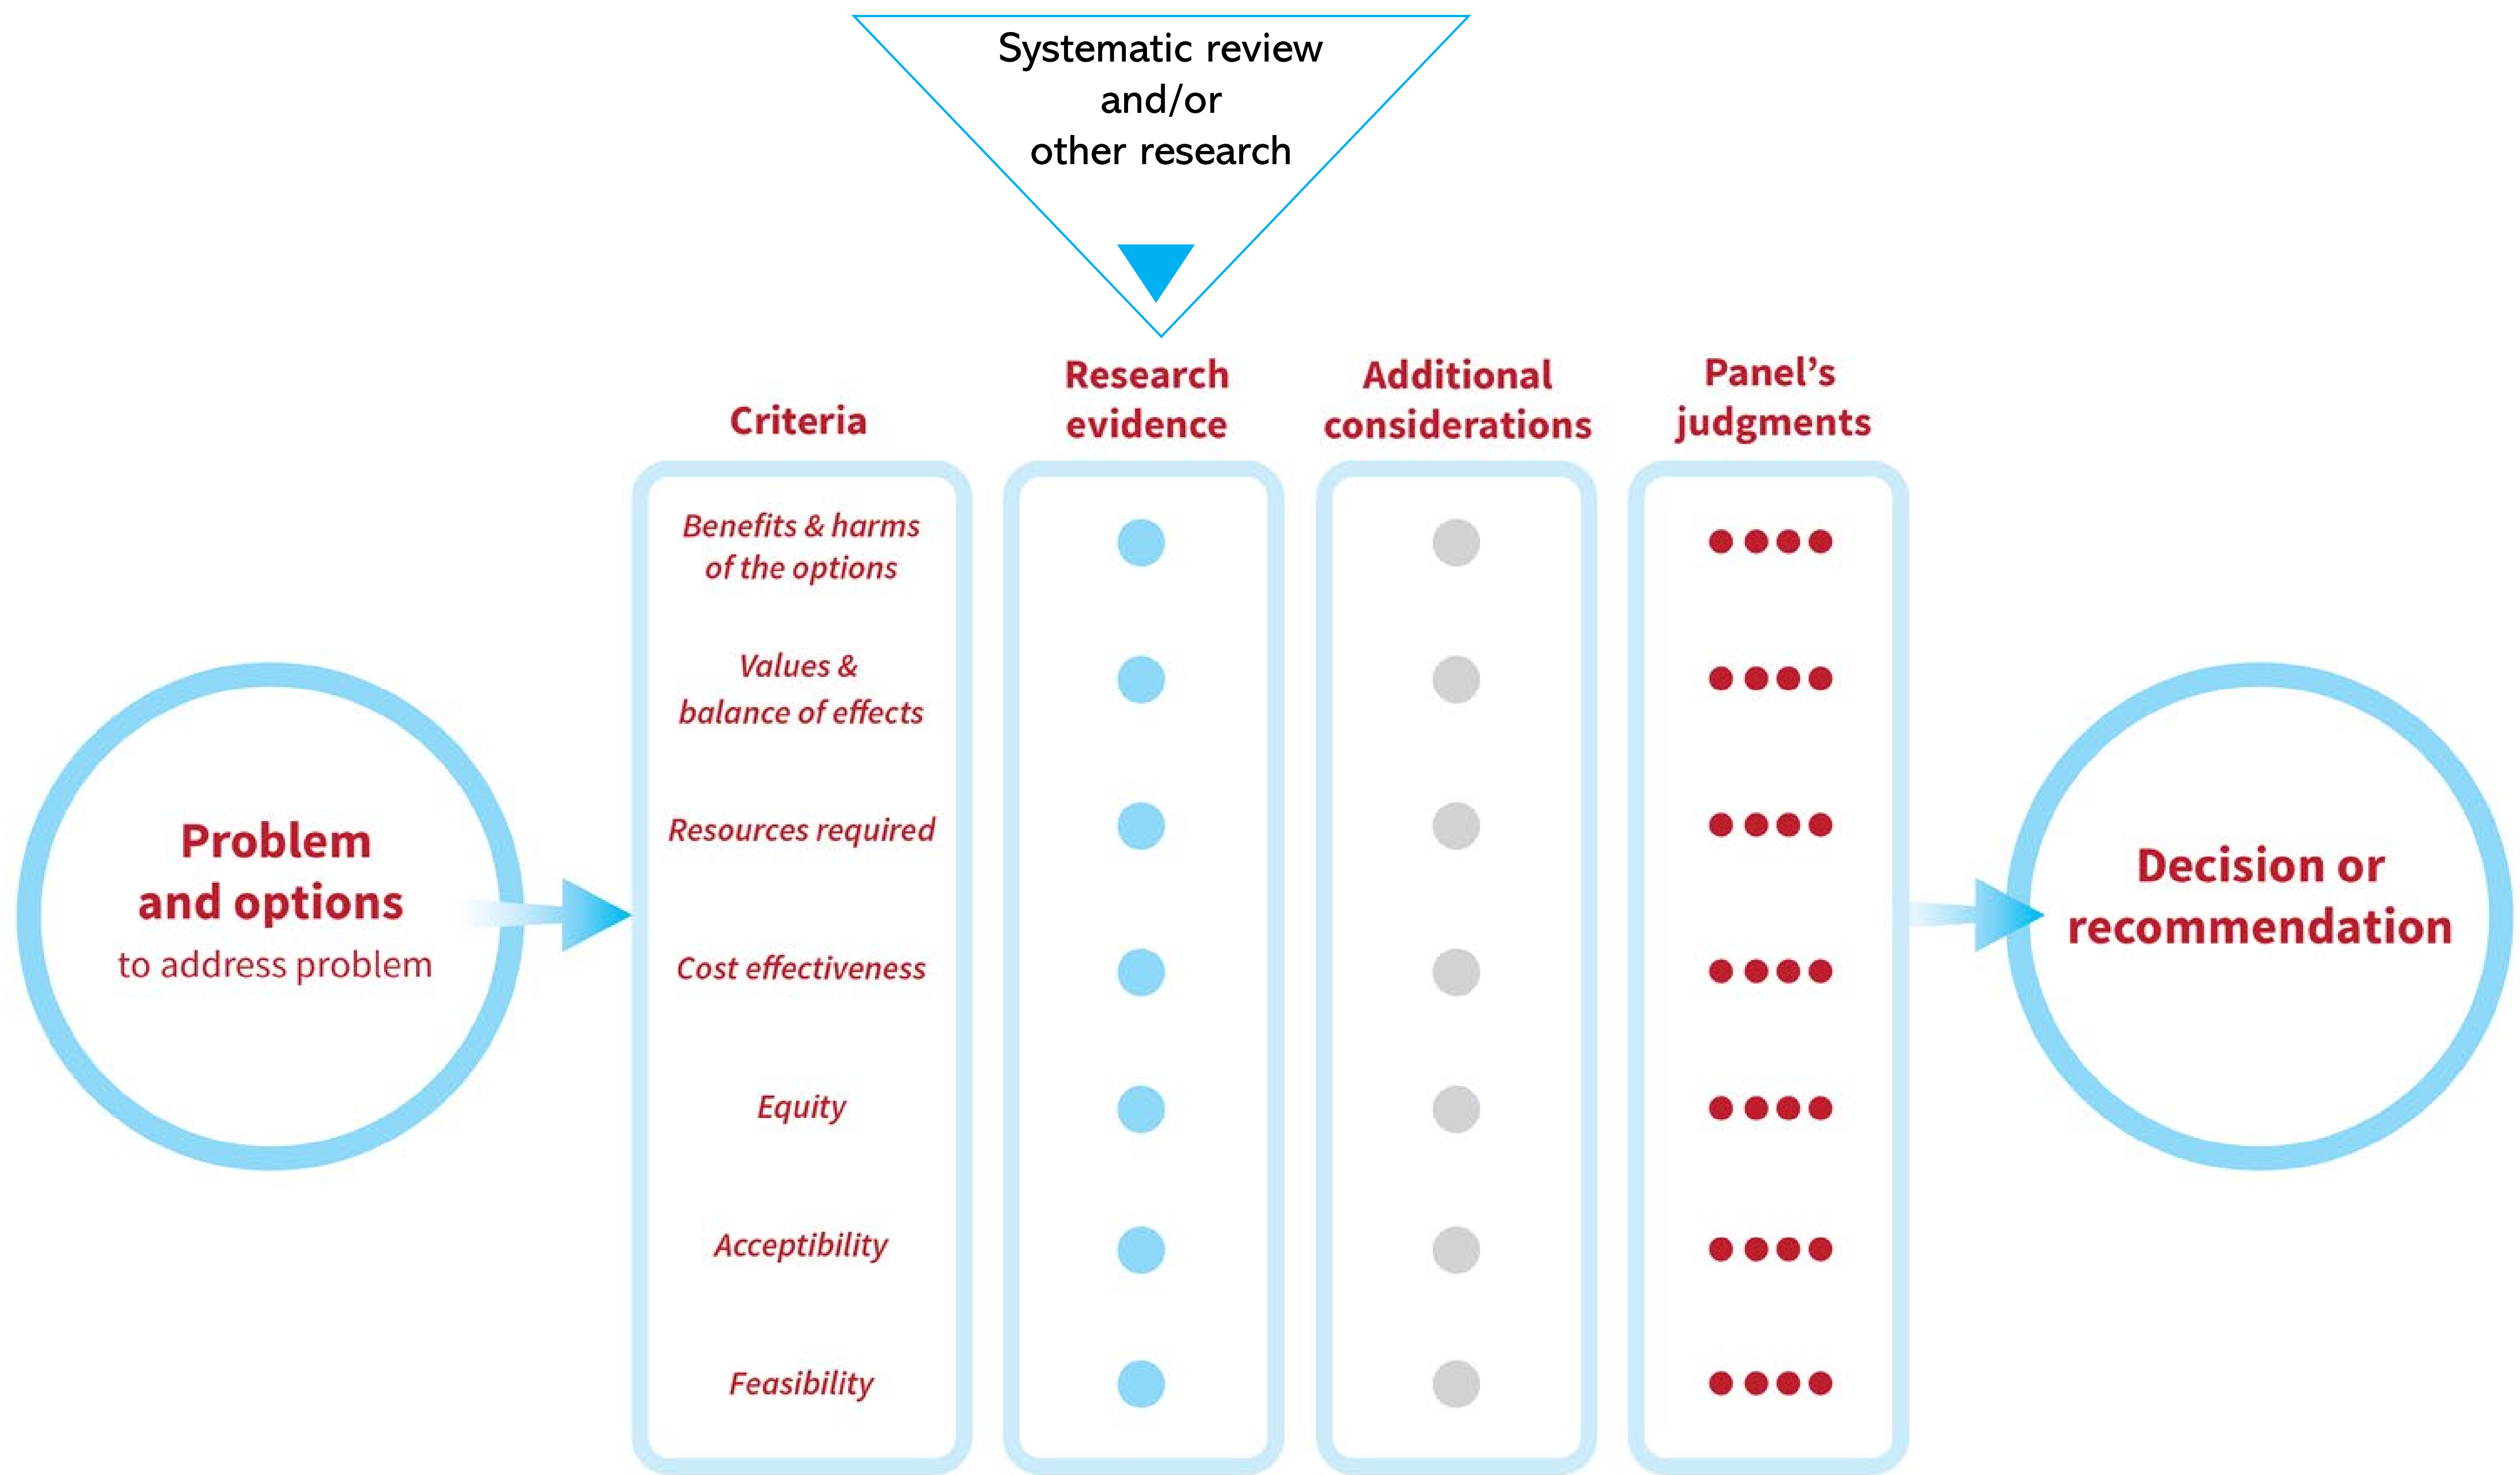 Systematic review
and/or
other research
Problem
and options
to address problem
Criteria
Benefits & harms
of the options
Values &
balance of effects
Resources required
Cost effectiveness
Equity
Acceptibility
Feasibility
Research
evidence
Additional
considerations
Panel’s
judgments
Decision or
recommendation